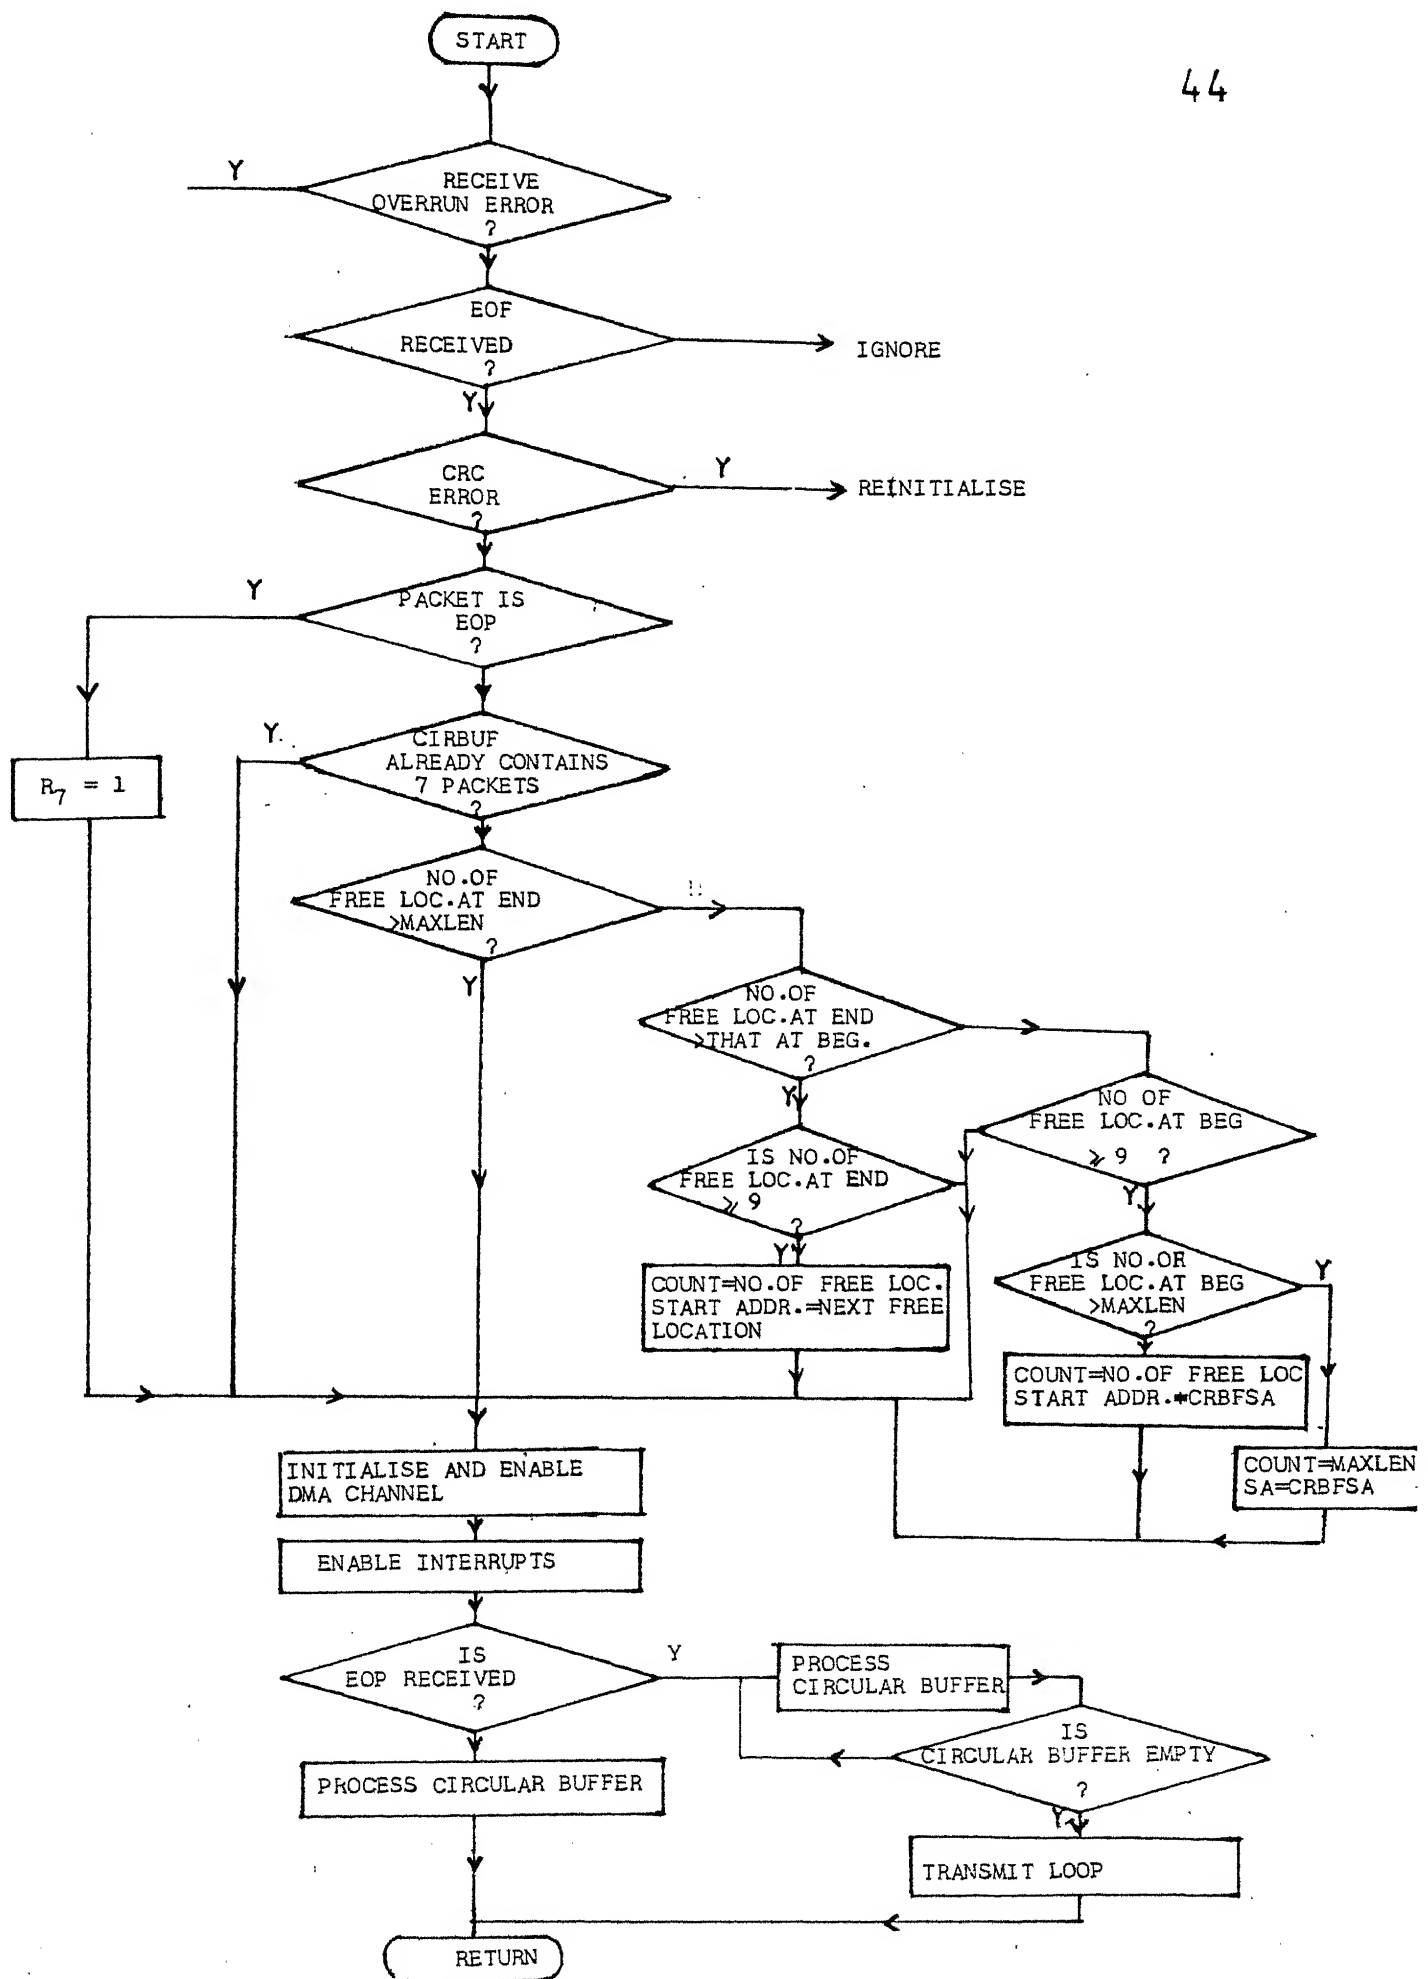 START
44
Y
RECEIVE
OVERRUN ERROR
?
EOF
RECEIVED
?
IGNORE
Y
CRC
ERROR
?
Y
REINITIALISE
Y
PACKET IS
EOP
?
Y
CIRBUF
ALREADY CONTAINS
7 PACKETS
?
R7 = 1
NO.OF
FREE LOC.AT END
>MAXLEN
?
Y
NO.OF
FREE LOC.AT END
>THAT AT BEG.
?
Y
NO OF
FREE LOC.AT BEG
⩾ 9 ?
Y
IS NO.OF
FREE LOC.AT END
⩾ 9
?
Y
IS NO.OR
FREE LOC.AT BEG
>MAXLEN
?
Y
COUNT=NO.OF FREE LOC.
START ADDR.=NEXT FREE
LOCATION
COUNT=NO.OF FREE LOC
START ADDR.=CRBFSA
COUNT=MAXLEN
SA=CRBFSA
INITIALISE AND ENABLE
DMA CHANNEL
ENABLE INTERRUPTS
IS
EOP RECEIVED
?
Y
PROCESS
CIRCULAR BUFFER
IS
CIRCULAR BUFFER EMPTY
?
Y
PROCESS CIRCULAR BUFFER
TRANSMIT LOOP
RETURN